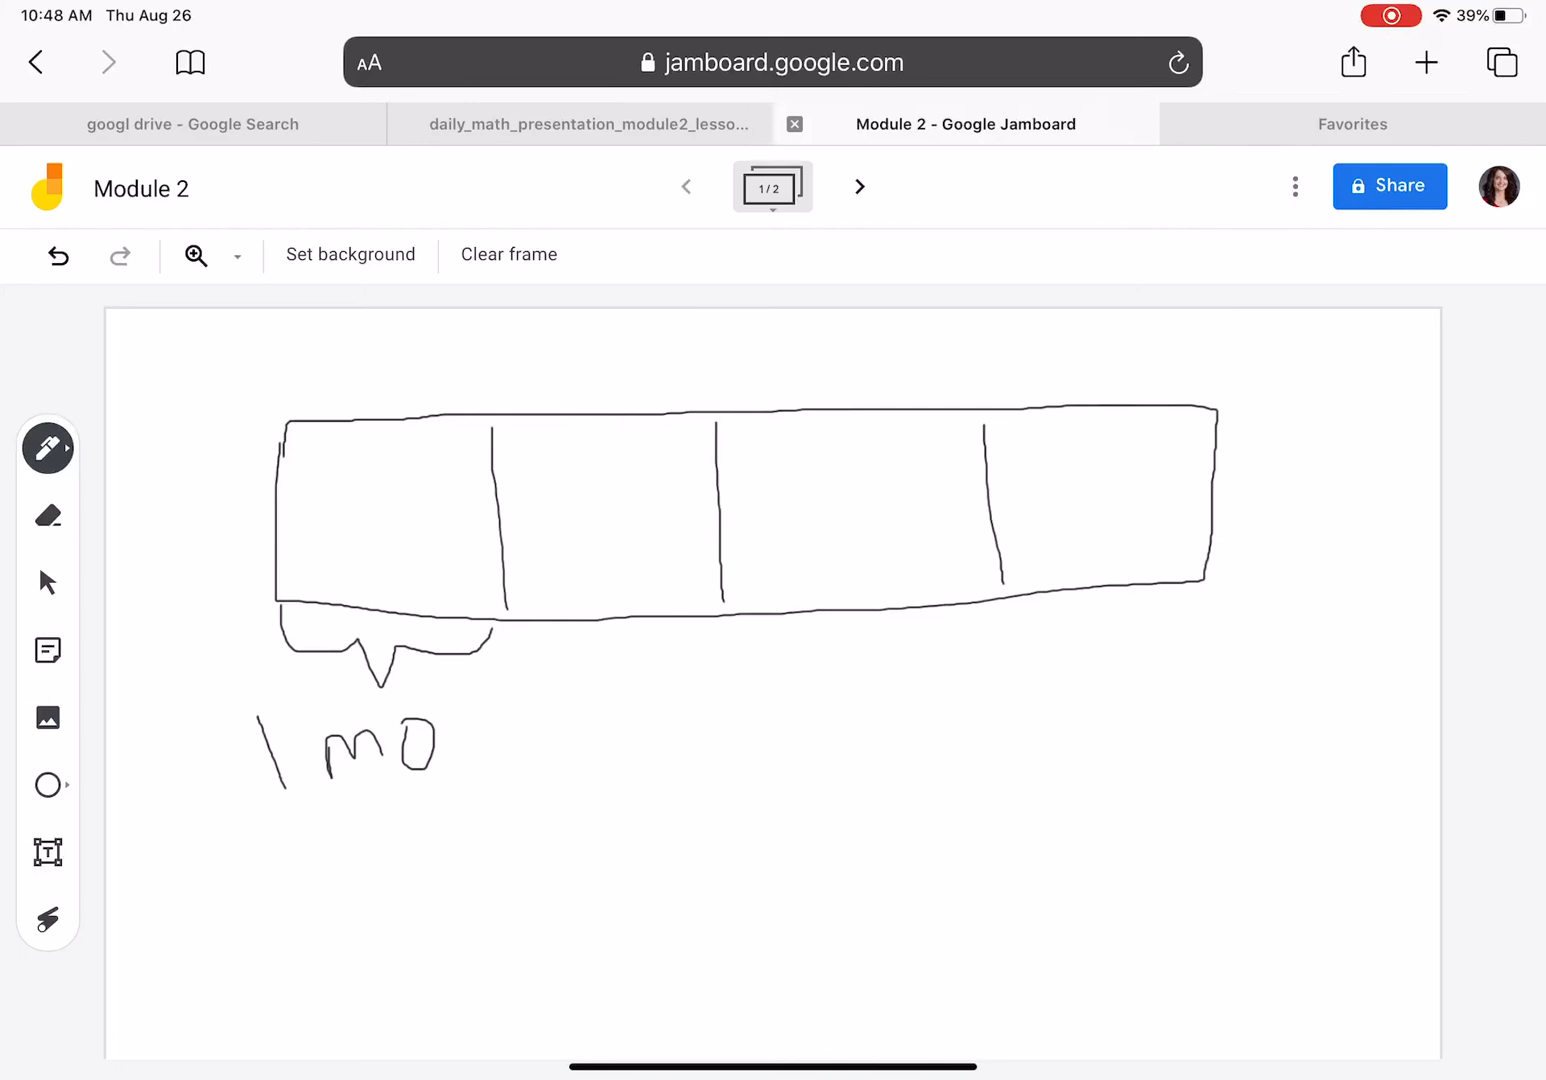 10:48 AM Thu Aug 26
39%
AA jamboard.google.com
googl drive - Google Search
daily_math_presentation_module2_lesso...
Module 2 - Google Jamboard
Favorites
Module 2
1 / 2
Share
Set background
Clear frame
1 mo